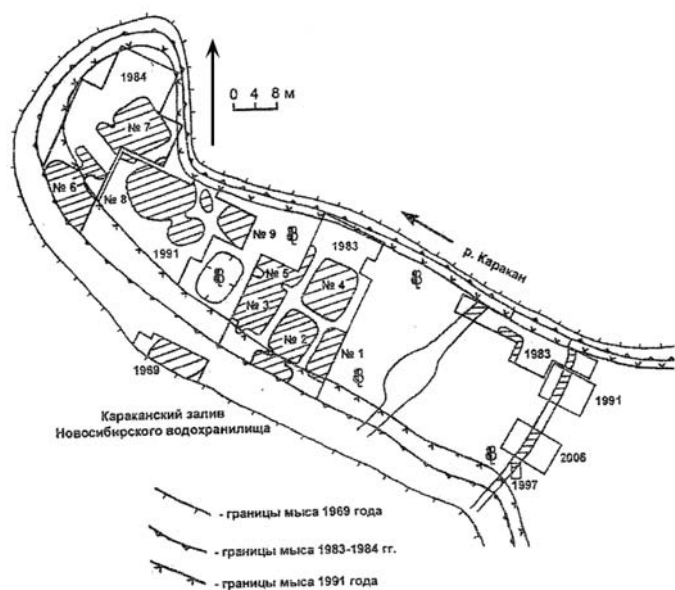 1984
0 4 8 м
№ 7
№ 6
№ 8
№ 9
1991
1983
р. Каракан
№ 5
№ 4
№ 3
№ 2
№ 1
1983
1969
1991
2006
1997
Караканский залив
Новосибирского водохранилища
- границы мыса 1969 года
- границы мыса 1983-1984 гг.
- границы мыса 1991 года